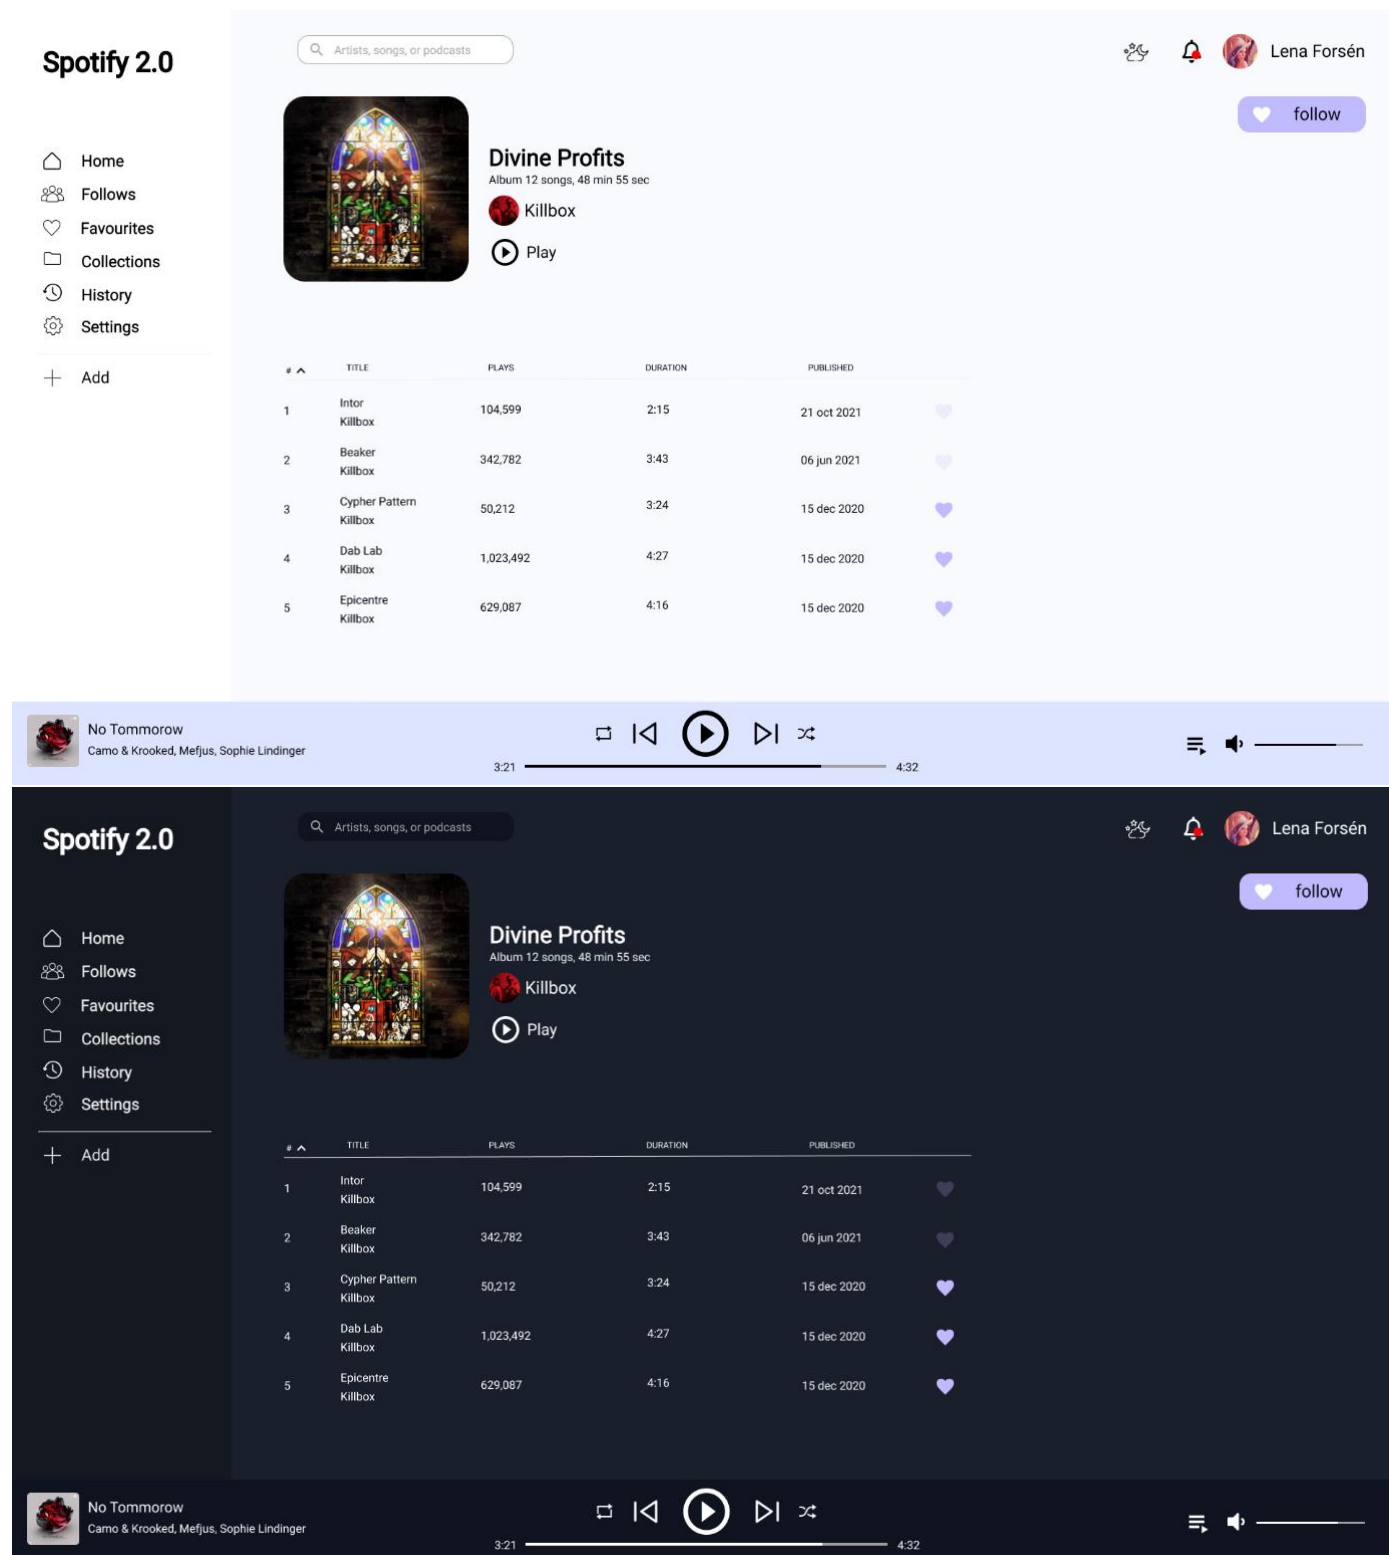 Spotify 2.0
Artists, songs, or podcasts
Lena Forsén
follow
Home
Follows
Favourites
Collections
History
Settings
Add
Divine Profits
Album 12 songs, 48 min 55 sec
Killbox
Play
# TITLE PLAYS DURATION PUBLISHED
1 Intor 104,599 2:15 21 oct 2021
Killbox
2 Beaker 342,782 3:43 06 jun 2021
Killbox
3 Cypher Pattern 50,212 3:24 15 dec 2020
Killbox
4 Dab Lab 1,023,492 4:27 15 dec 2020
Killbox
5 Epicentre 629,087 4:16 15 dec 2020
Killbox
No Tommorow
Camo & Krooked, Mefjus, Sophie Lindinger
3:21 4:32
Spotify 2.0
Artists, songs, or podcasts
Lena Forsén
follow
Home
Follows
Favourites
Collections
History
Settings
Add
Divine Profits
Album 12 songs, 48 min 55 sec
Killbox
Play
# TITLE PLAYS DURATION PUBLISHED
1 Intor 104,599 2:15 21 oct 2021
Killbox
2 Beaker 342,782 3:43 06 jun 2021
Killbox
3 Cypher Pattern 50,212 3:24 15 dec 2020
Killbox
4 Dab Lab 1,023,492 4:27 15 dec 2020
Killbox
5 Epicentre 629,087 4:16 15 dec 2020
Killbox
No Tommorow
Camo & Krooked, Mefjus, Sophie Lindinger
3:21 4:32